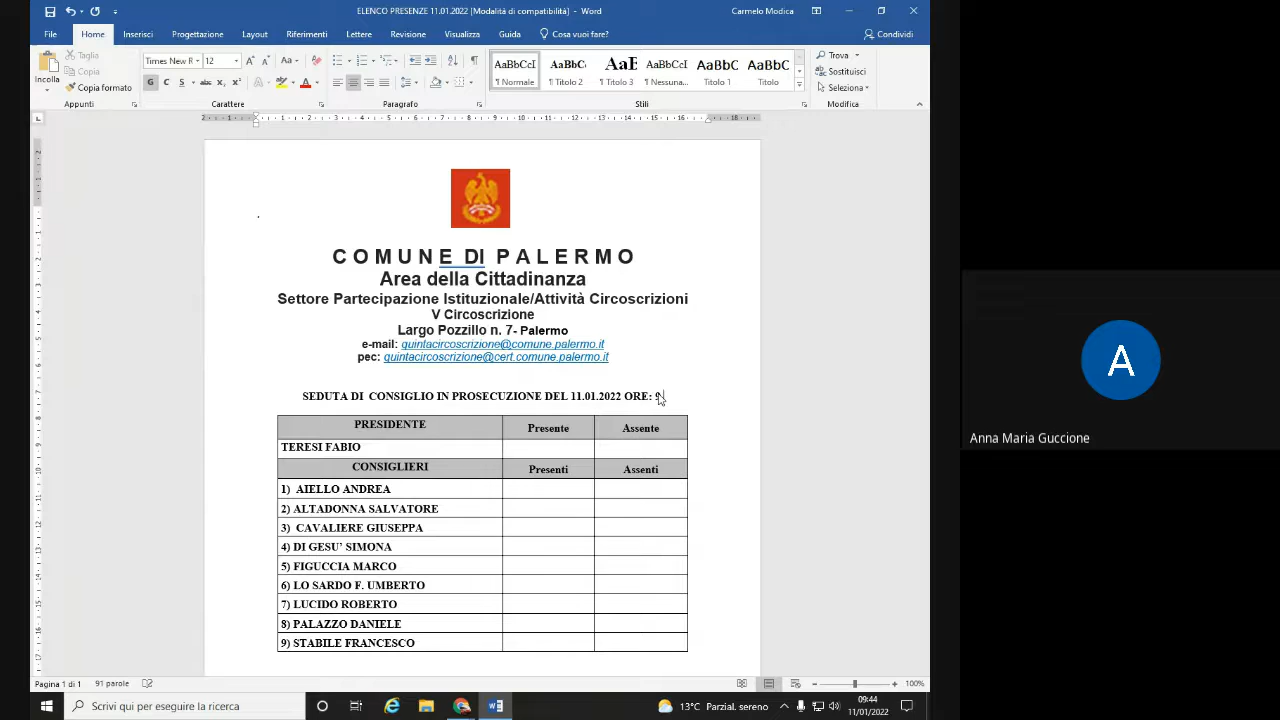 ELENCO PRESENZE 11.01.2022 [Modalità di compatibilità] - Word
Carmelo Modica
File Home Inserisci Progettazione Layout Riferimenti Lettere Revisione Visualizza Guida Cosa vuoi fare? Condividi
Incolla
Taglia
Copia
Copia formato
Times New R 12
G C S abc x₂ x²
AaBbCcI AaBbC AaB AaBbCcI AaBbC AaBbC
¶ Normale ¶ Titolo 2 ¶ Titolo 3 ¶ Nessuna... Titolo 1 Titolo
Trova
Sostituisci
Seleziona
Appunti Carattere Paragrafo Stili Modifica
COMUNE DI PALERMO
Area della Cittadinanza
Settore Partecipazione Istituzionale/Attività Circoscrizioni
V Circoscrizione
Largo Pozzillo n. 7- Palermo
e-mail: quintacircoscrizione@comune.palermo.it
pec: quintacircoscrizione@cert.comune.palermo.it
SEDUTA DI CONSIGLIO IN PROSECUZIONE DEL 11.01.2022 ORE: 9
PRESIDENTE Presente Assente
TERESI FABIO
CONSIGLIERI Presenti Assenti
1) AIELLO ANDREA
2) ALTADONNA SALVATORE
3) CAVALIERE GIUSEPPA
4) DI GESU' SIMONA
5) FIGUCCIA MARCO
6) LO SARDO F. UMBERTO
7) LUCIDO ROBERTO
8) PALAZZO DANIELE
9) STABILE FRANCESCO
A
Anna Maria Guccione
Pagina 1 di 1 91 parole 100%
Scrivi qui per eseguire la ricerca
13°C Parzial. sereno
09:44
11/01/2022